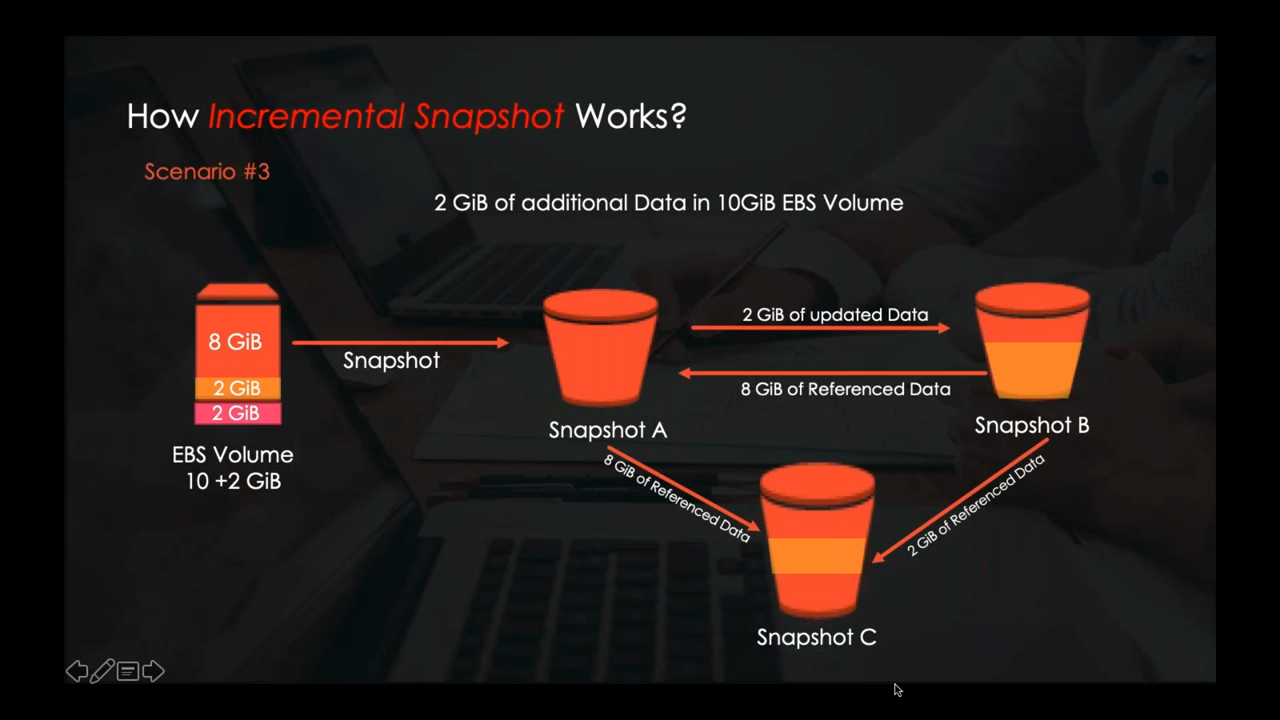 How Incremental Snapshot Works?
Scenario #3
2 GiB of additional Data in 10GiB EBS Volume
8 GiB
2 GiB
2 GiB
EBS Volume
10 +2 GiB
Snapshot
Snapshot A
2 GiB of updated Data
8 GiB of Referenced Data
Snapshot B
8 GiB of Referenced Data
2 GiB of Referenced Data
Snapshot C